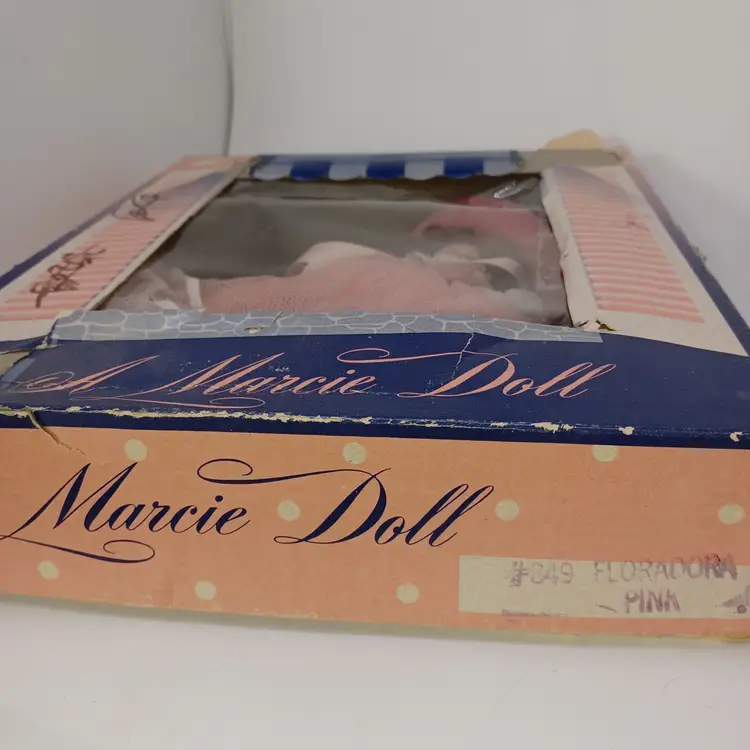 A Marcie Doll
Marcie Doll
#849 FLORADORA
PINK